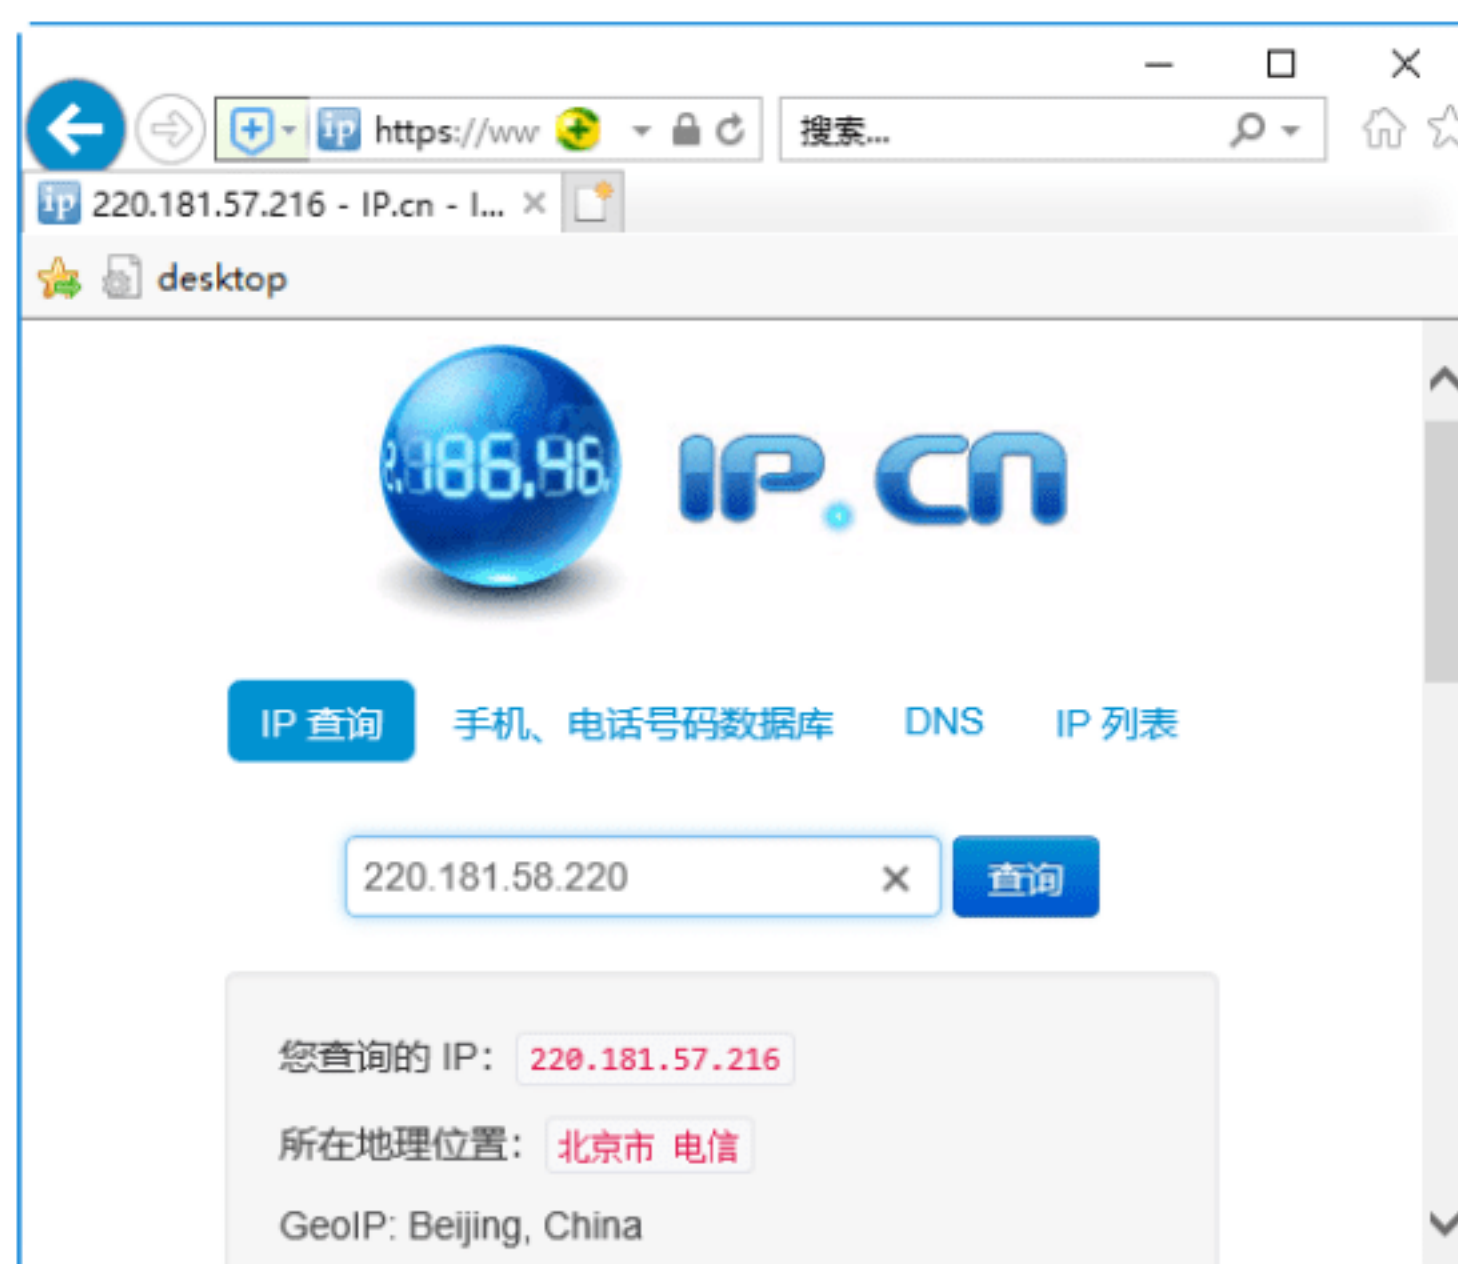 https://ww
搜索...
220.181.57.216 - IP.cn - I...
desktop
.186.46.
IP.cn
IP 查询 手机、电话号码数据库 DNS IP 列表
220.181.58.220 查询
您查询的 IP： 220.181.57.216
所在地理位置： 北京市 电信
GeoIP: Beijing, China